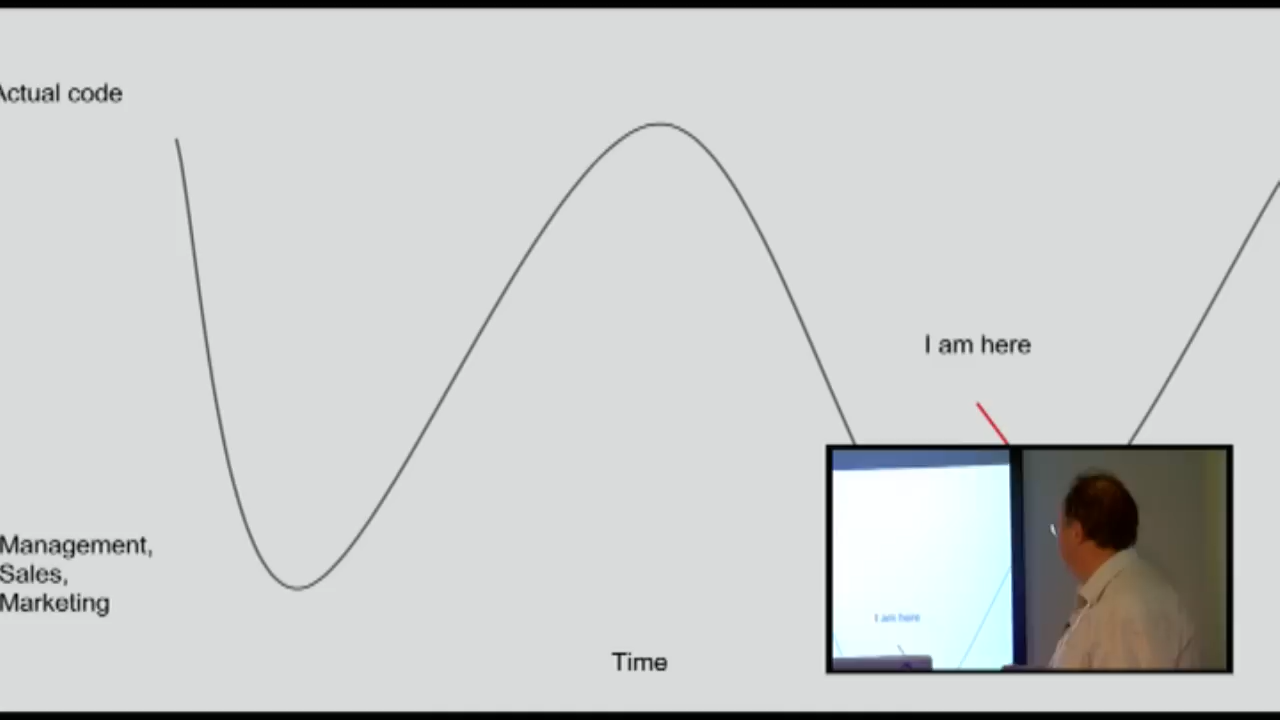 Actual code
I am here
Management,
Sales,
Marketing
I am here
Time